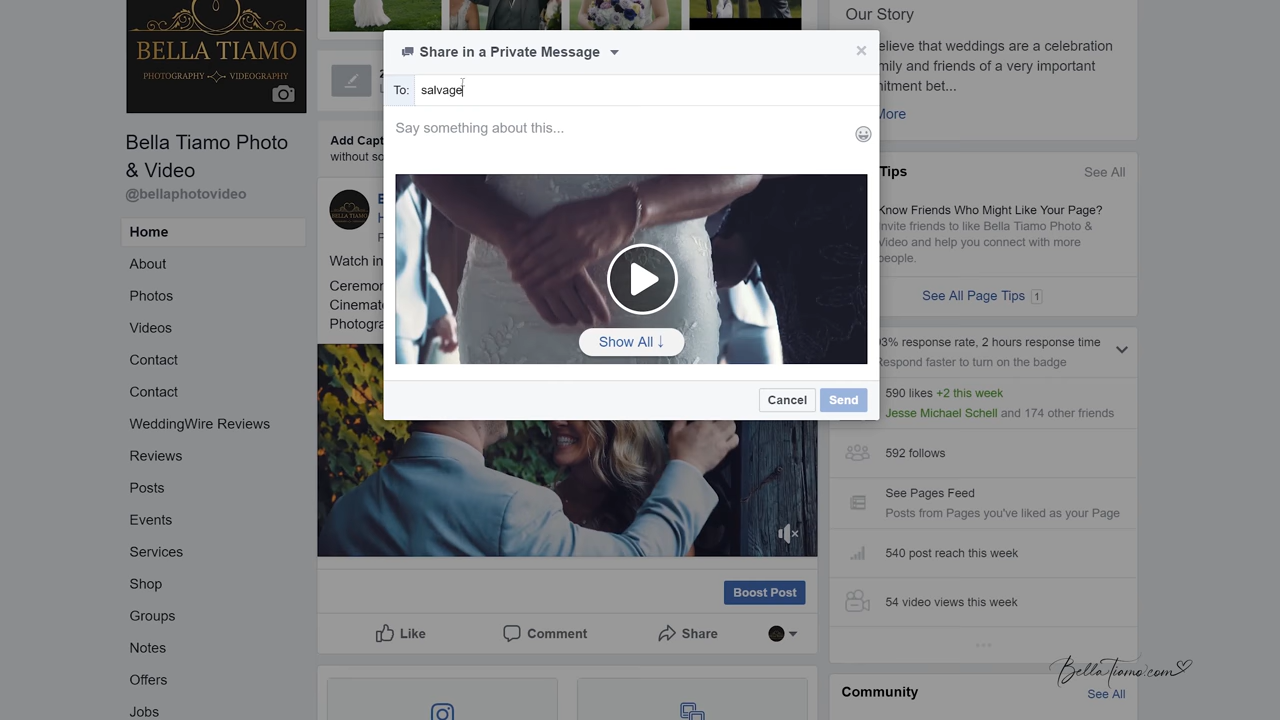 BELLA TIAMO
PHOTOGRAPHY VIDEOGRAPHY
Bella Tiamo Photo
& Video
@bellaphotovideo
Home
About
Photos
Videos
Contact
Contact
WeddingWire Reviews
Reviews
Posts
Events
Services
Shop
Groups
Notes
Offers
Jobs
Add Capt
without so
BELLA TIAMO
Watch in
Ceremor
Cinemat
Photogra
Share in a Private Message
To: salvage
Say something about this...
Show All ↓
Cancel Send
Boost Post
Like Comment Share
Our Story
elieve that weddings are a celebration
mily and friends of a very important
mitment bet...
More
Tips See All
Know Friends Who Might Like Your Page?
nvite friends to like Bella Tiamo Photo &
Video and help you connect with more
people.
See All Page Tips 1
3% response rate, 2 hours response time
Respond faster to turn on the badge
590 likes +2 this week
Jesse Michael Schell and 174 other friends
592 follows
See Pages Feed
Posts from Pages you've liked as your Page
540 post reach this week
54 video views this week
BellaTiamo.com
Community See All